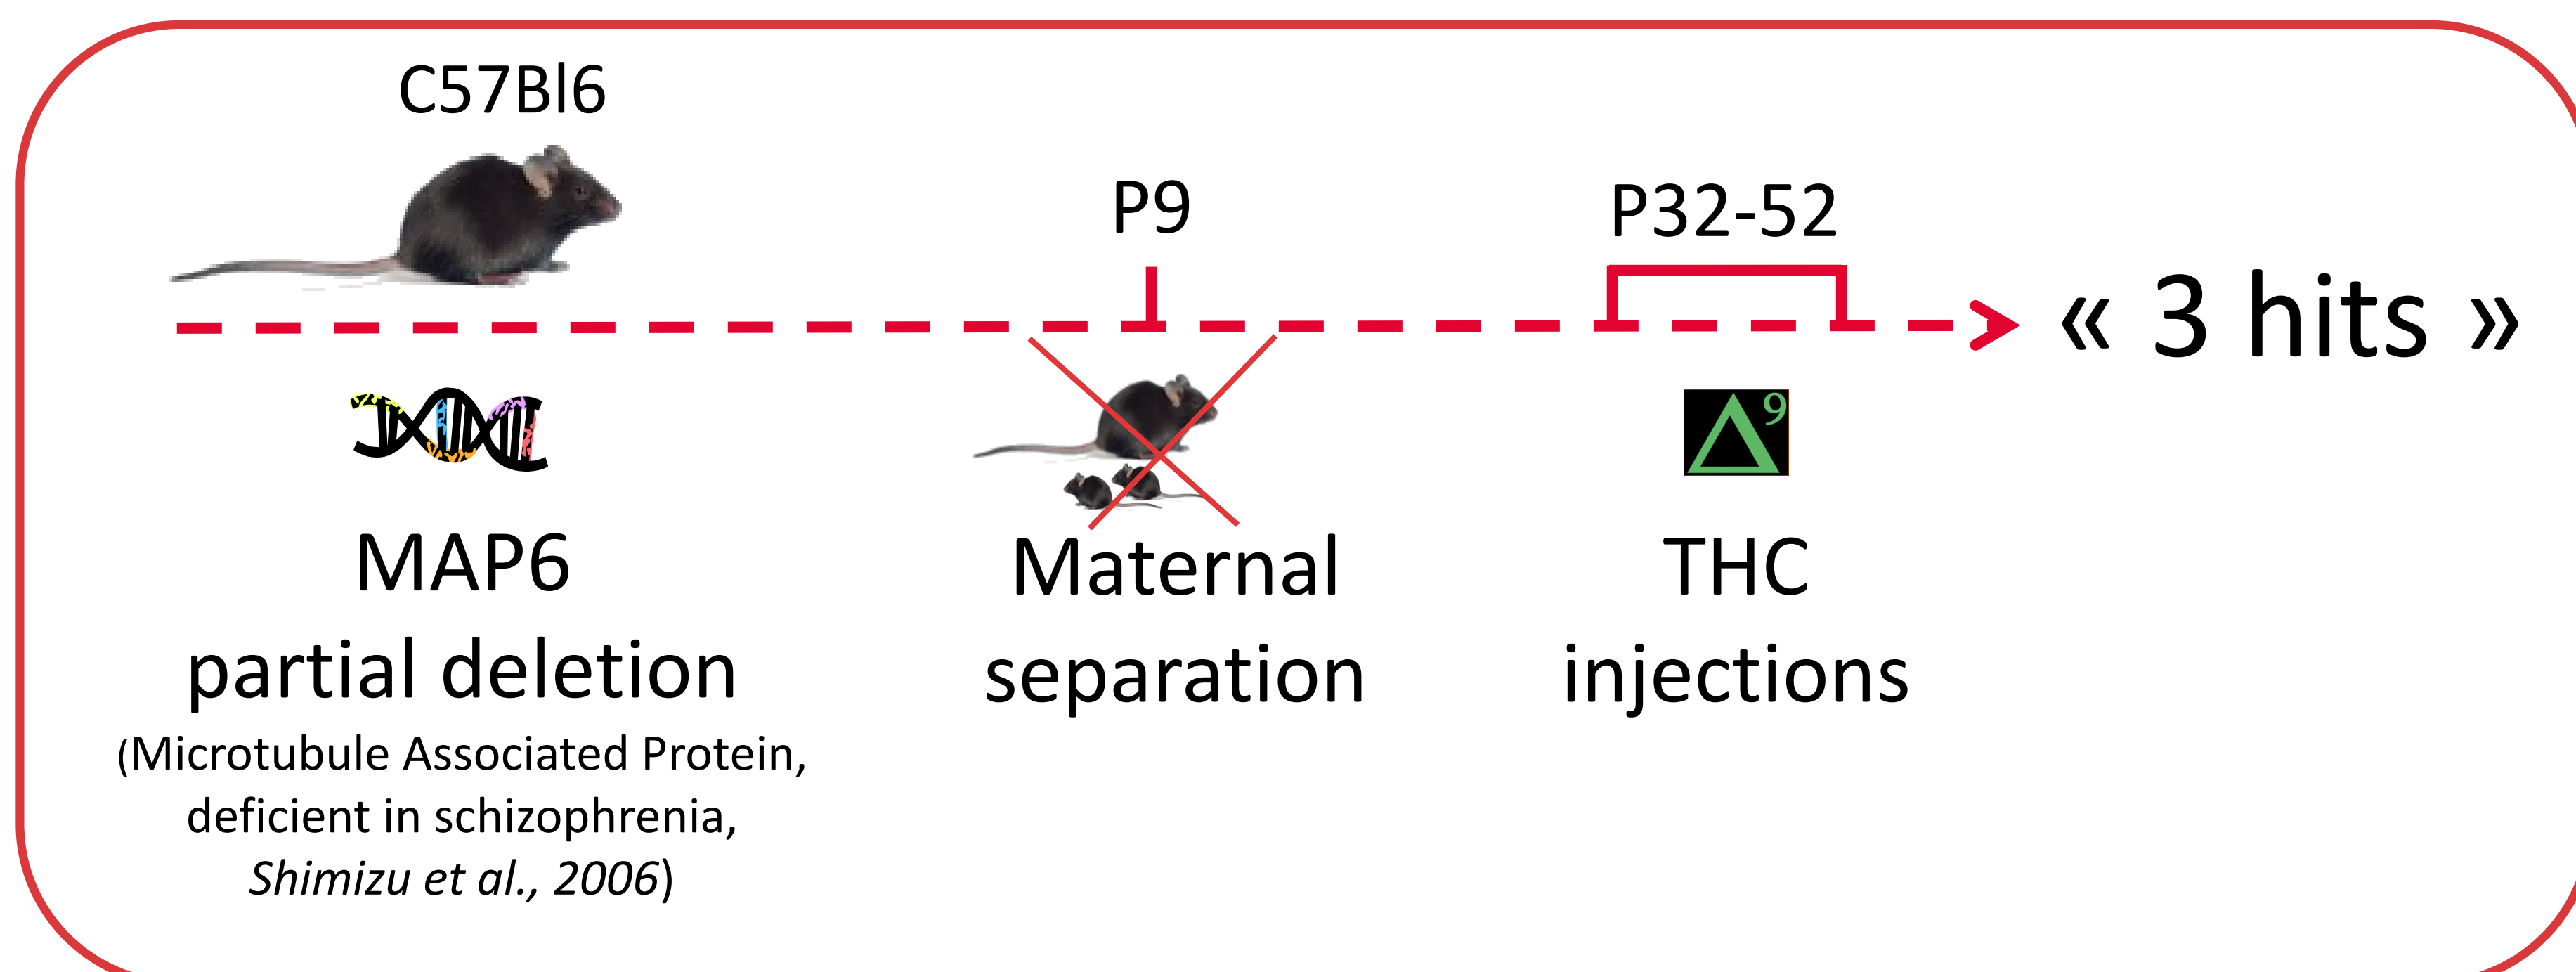 C57Bl6
P9
P32-52
« 3 hits »
Δ9
MAP6
partial deletion
(Microtubule Associated Protein,
deficient in schizophrenia,
Shimizu et al., 2006)
Maternal
separation
THC
injections